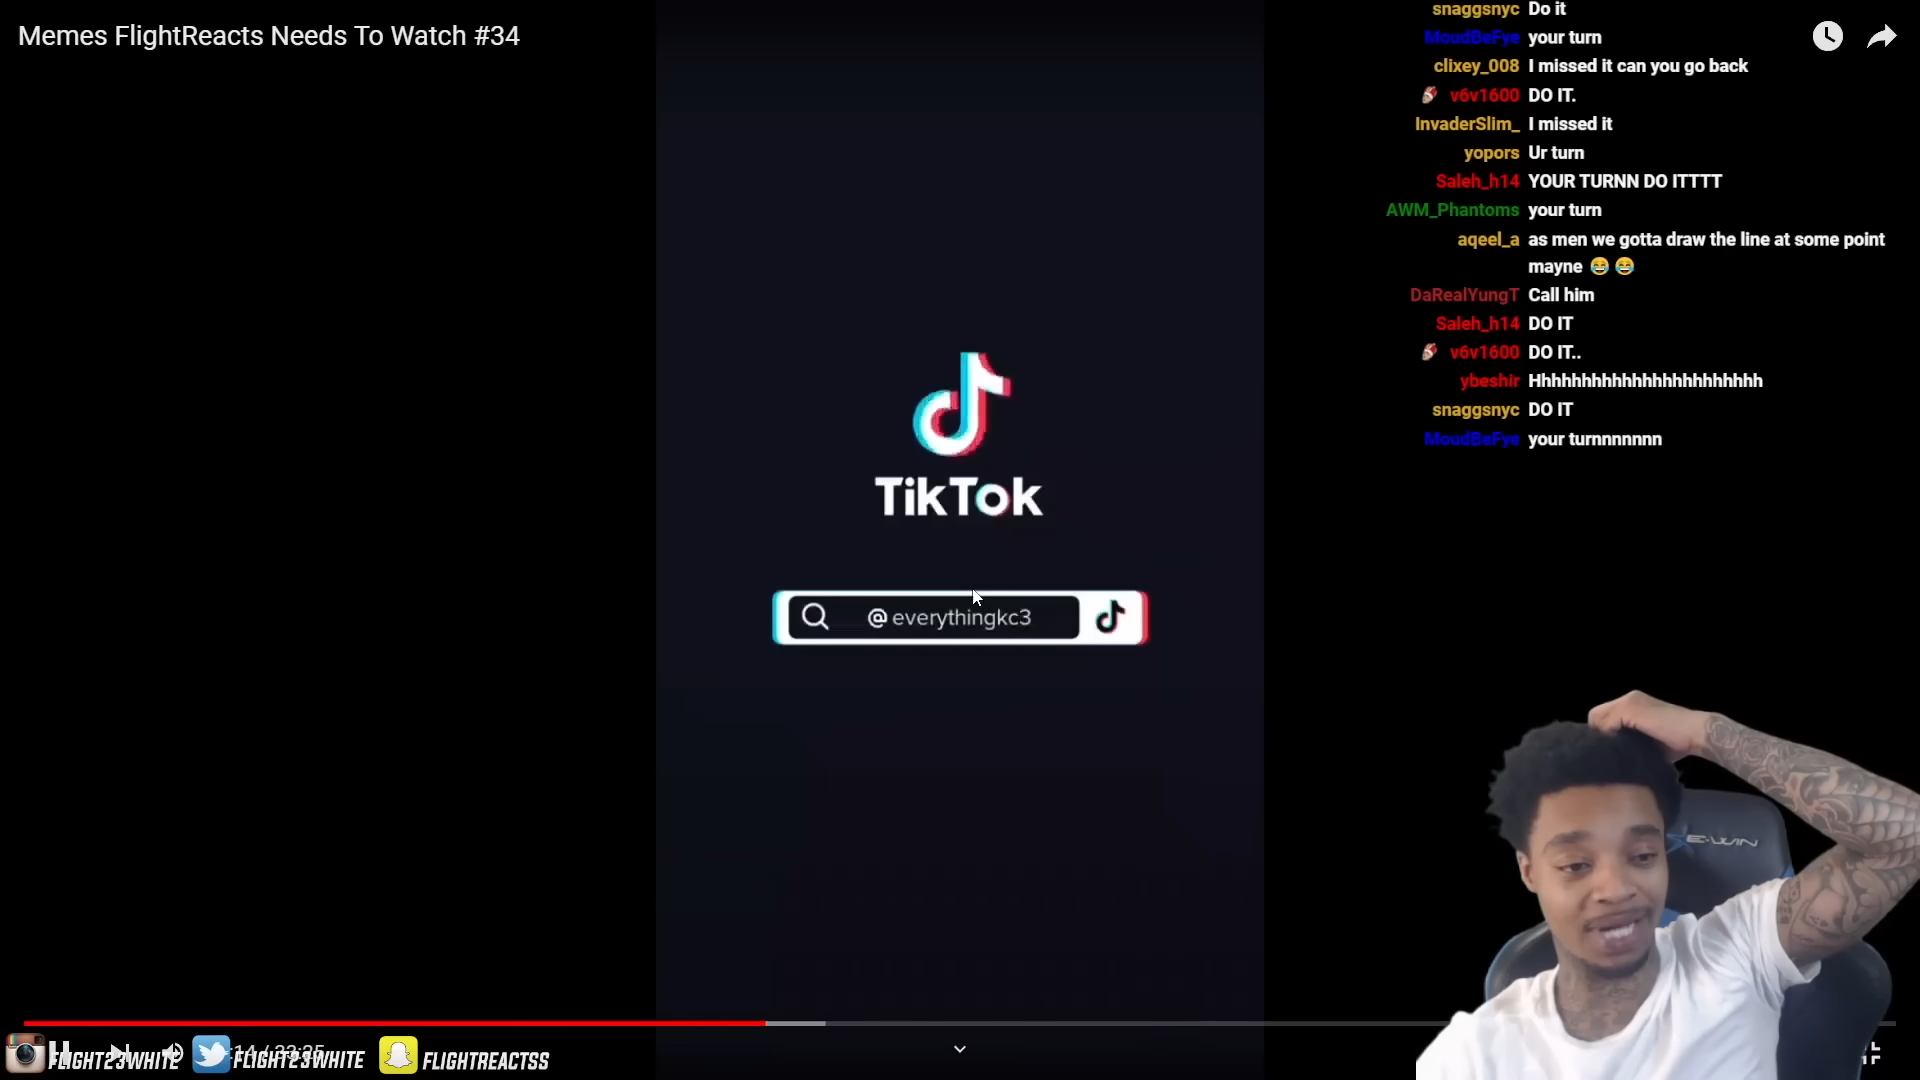 Memes FlightReacts Needs To Watch #34
snaggsnyc Do it
MoudBeFye your turn
clixey_008 I missed it can you go back
v6v1600 DO IT.
InvaderSlim_ I missed it
yopors Ur turn
Saleh_h14 YOUR TURNN DO ITTTT
AWM_Phantoms your turn
aqeel_a as men we gotta draw the line at some point
mayne 😂 😂
DaRealYungT Call him
Saleh_h14 DO IT
v6v1600 DO IT..
ybeshir Hhhhhhhhhhhhhhhhhhhhhhhh
snaggsnyc DO IT
MoudBeFye your turnnnnnnn
TikTok
@everythingkc3
E-WIN
FLIGHT23WHITE FLIGHT23WHITE FLIGHTREACTSS